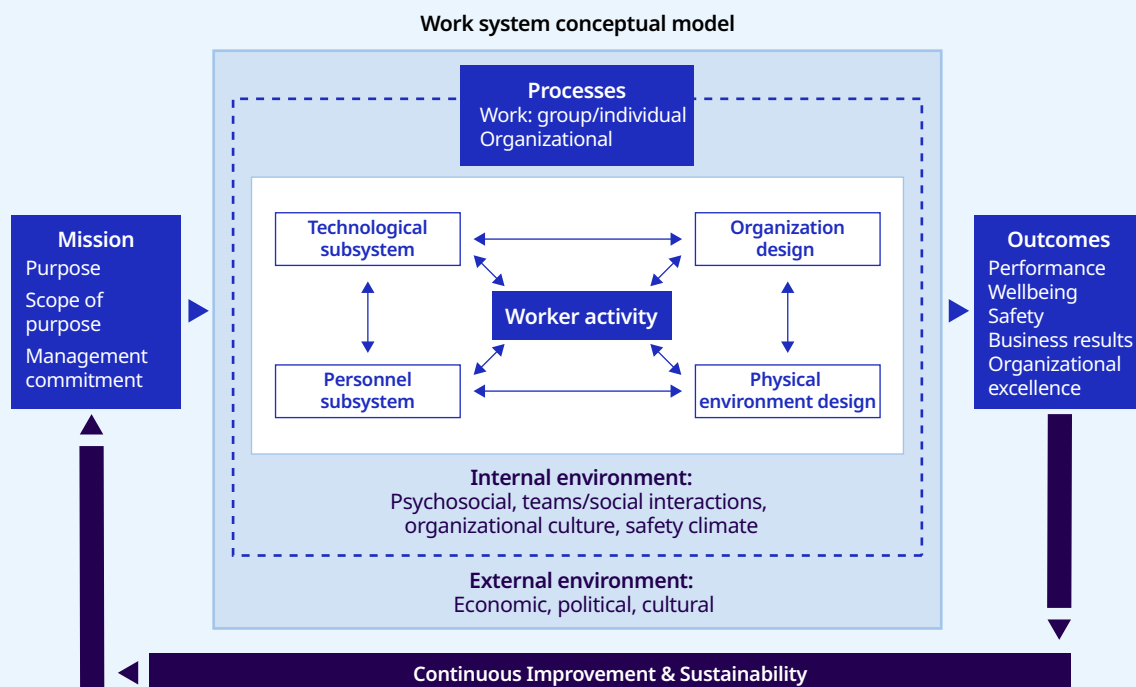 Work system conceptual model
Processes
Work: group/individual
Organizational
Mission
Purpose
Scope of
purpose
Management
commitment
Technological
subsystem
Organization
design
Worker activity
Personnel
subsystem
Physical
environment design
Outcomes
Performance
Wellbeing
Safety
Business results
Organizational
excellence
Internal environment:
Psychosocial, teams/social interactions,
organizational culture, safety climate
External environment:
Economic, political, cultural
Continuous Improvement & Sustainability